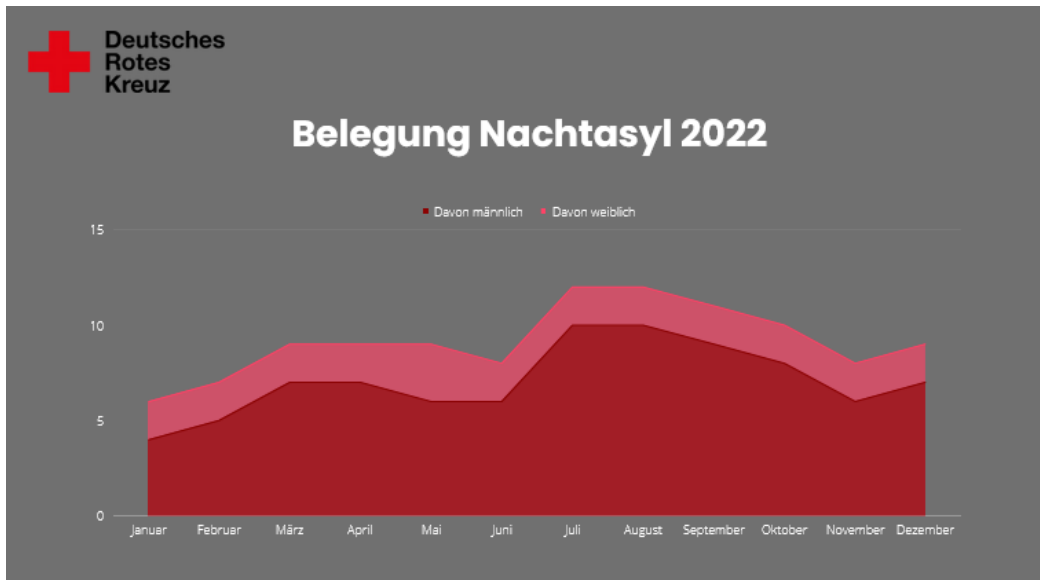 Deutsches
Rotes
Kreuz
Belegung Nachtasyl 2022
Davon männlich Davon weiblich
15
10
5
0
Januar Februar März April Mai Juni Juli August September Oktober November Dezember